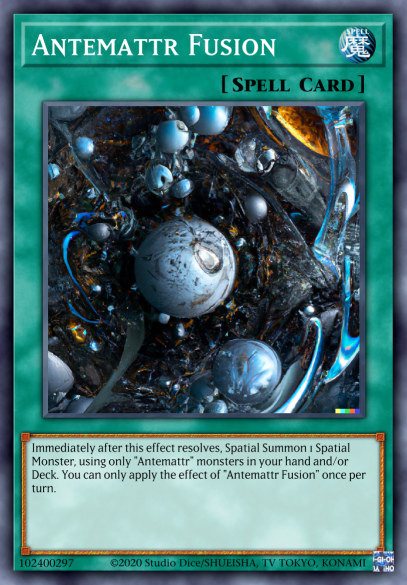 ANTEMATTR FUSION
SPELL
魔
[SPELL CARD]
Immediately after this effect resolves, Spatial Summon 1 Spatial
Monster, using only "Antemattr" monsters in your hand and/or
Deck. You can only apply the effect of "Antemattr Fusion" once per
turn.
102400297 ©2020 Studio Dice/SHUEISHA, TV TOKYO, KONAMI